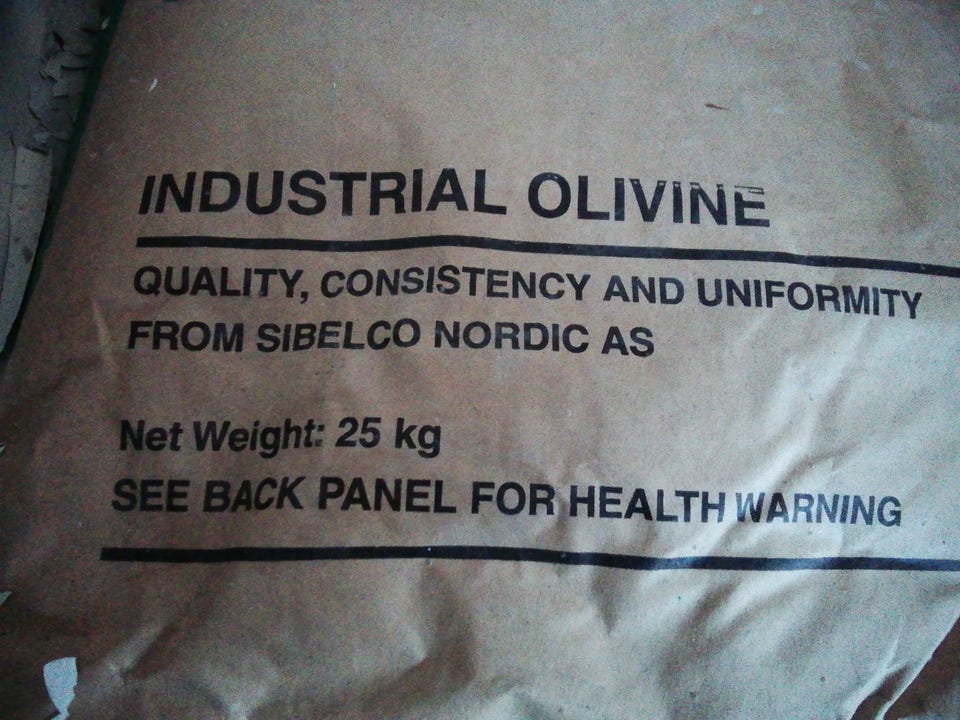 INDUSTRIAL OLIVINE
QUALITY, CONSISTENCY AND UNIFORMITY
FROM SIBELCO NORDIC AS
Net Weight: 25 kg
SEE BACK PANEL FOR HEALTH WARNING